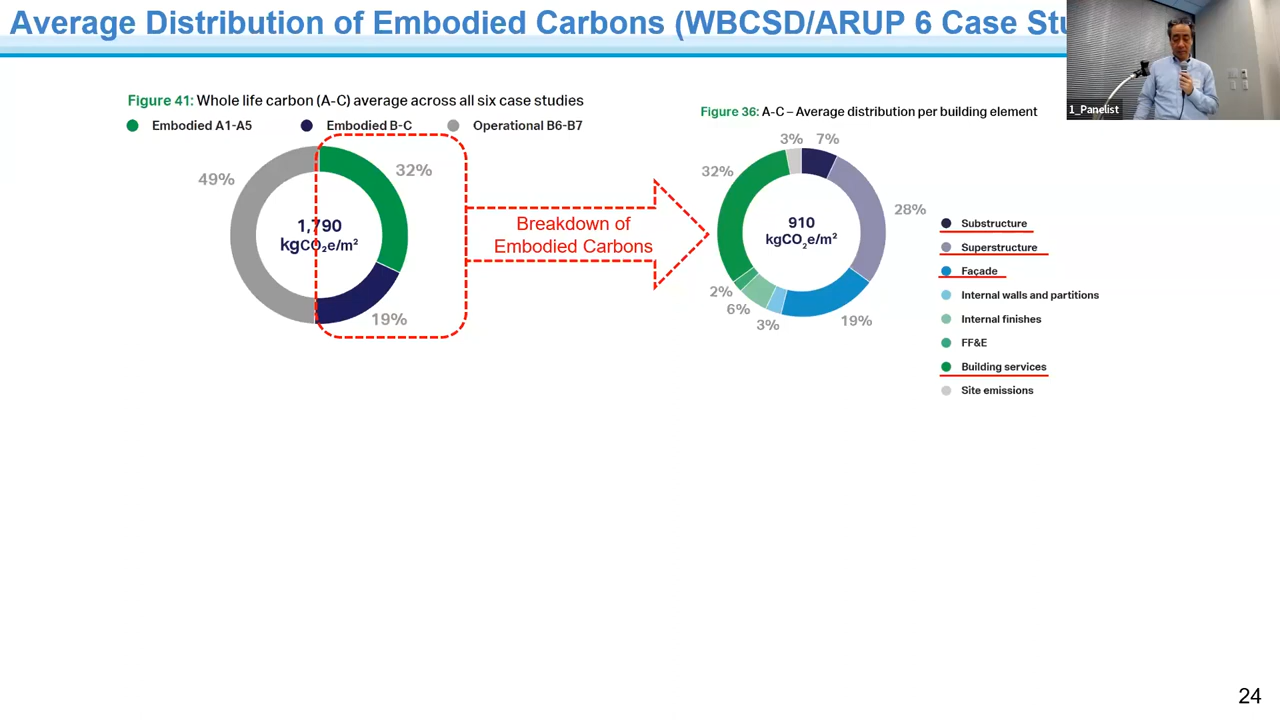 Average Distribution of Embodied Carbons (WBCSD/ARUP 6 Case Stu
1_Panelist
Figure 41: Whole life carbon (A-C) average across all six case studies
Embodied A1-A5
Embodied B-C
Operational B6-B7
49%
32%
19%
1,790
kgCO₂e/m²
Breakdown of
Embodied Carbons
Figure 36: A-C – Average distribution per building element
3%
7%
32%
28%
2%
6%
3%
19%
910
kgCO₂e/m²
Substructure
Superstructure
Façade
Internal walls and partitions
Internal finishes
FF&E
Building services
Site emissions
24